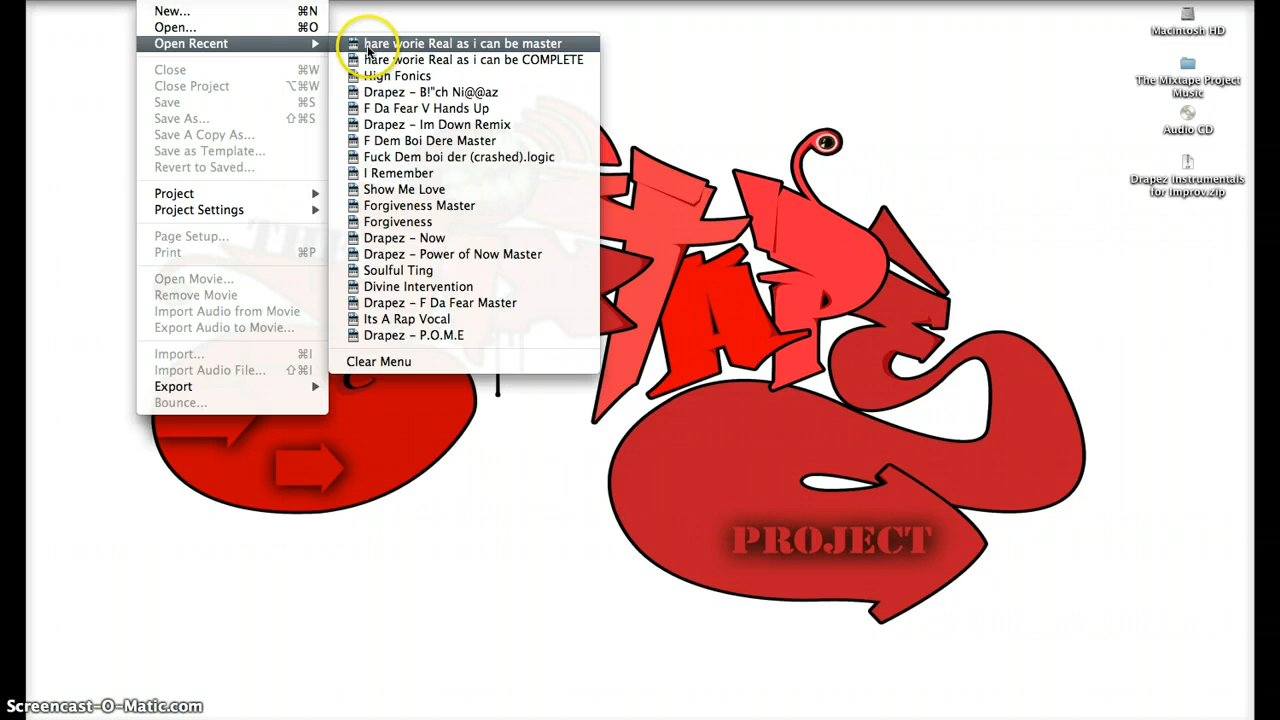 New... ⌘N
Open... ⌘O
Open Recent
Close ⌘W
Close Project ⌥⌘W
Save ⌘S
Save As... ⇧⌘S
Save A Copy As...
Save as Template...
Revert to Saved...
Project
Project Settings
Page Setup...
Print ⌘P
Open Movie...
Remove Movie
Import Audio from Movie
Export Audio to Movie...
Import... ⌘I
Import Audio File... ⇧⌘I
Export
Bounce...
hare worie Real as i can be master
hare worie Real as i can be COMPLETE
High Fonics
Drapez - B!"ch Ni@@az
F Da Fear V Hands Up
Drapez - Im Down Remix
F Dem Boi Dere Master
Fuck Dem boi der (crashed).logic
I Remember
Show Me Love
Forgiveness Master
Forgiveness
Drapez - Now
Drapez - Power of Now Master
Soulful Ting
Divine Intervention
Drapez - F Da Fear Master
Its A Rap Vocal
Drapez - P.O.M.E
Clear Menu
Macintosh HD
The Mixtape Project
Music
Audio CD
Drapez Instrumentals
for Improv.zip
PROJECT
Screencast-O-Matic.com